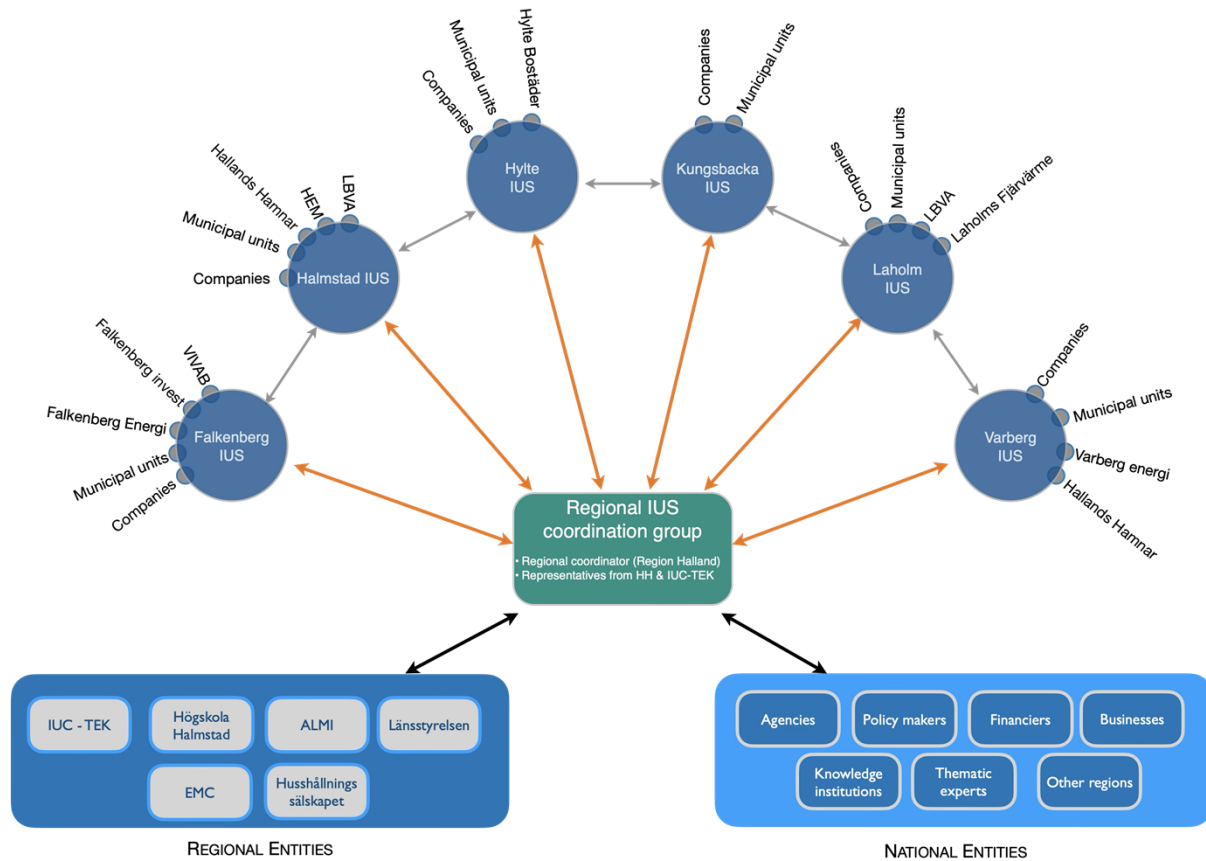 Companies
Municipal units
Hylte Bostäder
Hylte
IUS
Companies
Municipal units
Kungsbacka
IUS
Companies
Municipal units
Hallands Hamnar
HEM
LBVA
Halmstad IUS
Companies
Municipal units
LBVA
Laholms Fjärvärme
Laholm
IUS
Companies
Municipal units
Falkenberg Energi
Falkenberg invest
VIVAB
Falkenberg
IUS
Companies
Municipal units
Varberg energi
Hallands Hamnar
Varberg
IUS
Regional IUS
coordination group
• Regional coordinator (Region Halland)
• Representatives from HH & IUC-TEK
IUC - TEK
Högskola
Halmstad
ALMI
Länsstyrelsen
EMC
Husshållnings
sälskapet
REGIONAL ENTITIES
Agencies
Policy makers
Financiers
Businesses
Knowledge
institutions
Thematic
experts
Other regions
NATIONAL ENTITIES